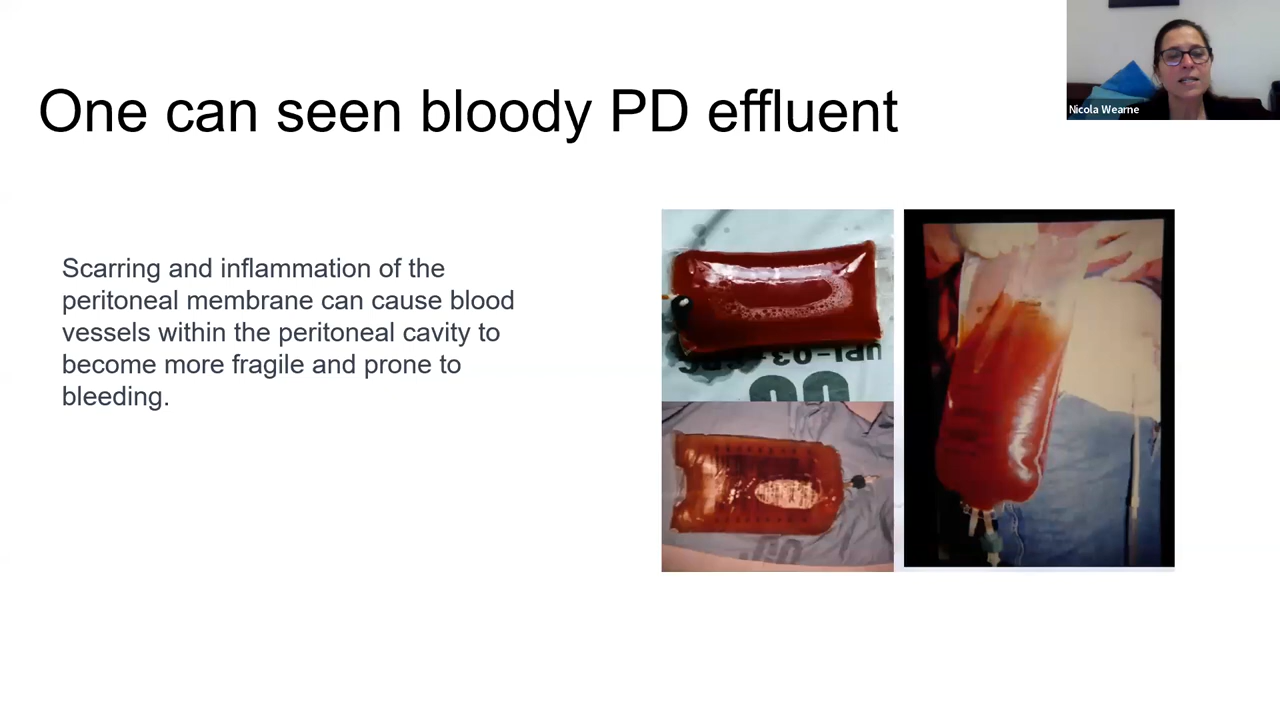 One can seen bloody PD effluent
Nicola Wearne
Scarring and inflammation of the
peritoneal membrane can cause blood
vessels within the peritoneal cavity to
become more fragile and prone to
bleeding.